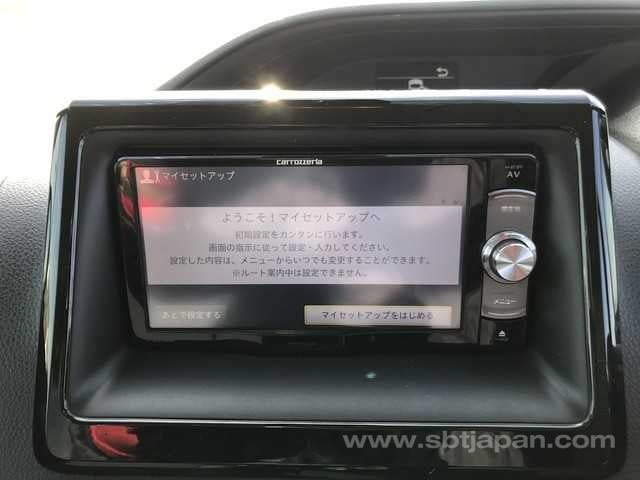 carrozzeria
AV
マイセットアップ
現在地
ようこそ！マイセットアップへ
初期設定をカンタンに行います。
画面の指示に従って設定・入力してください。
設定した内容は、メニューからいつでも変更することができます。
※ルート案内中は設定できません。
メニュー
あとで設定する
マイセットアップをはじめる
www.sbtjapan.com